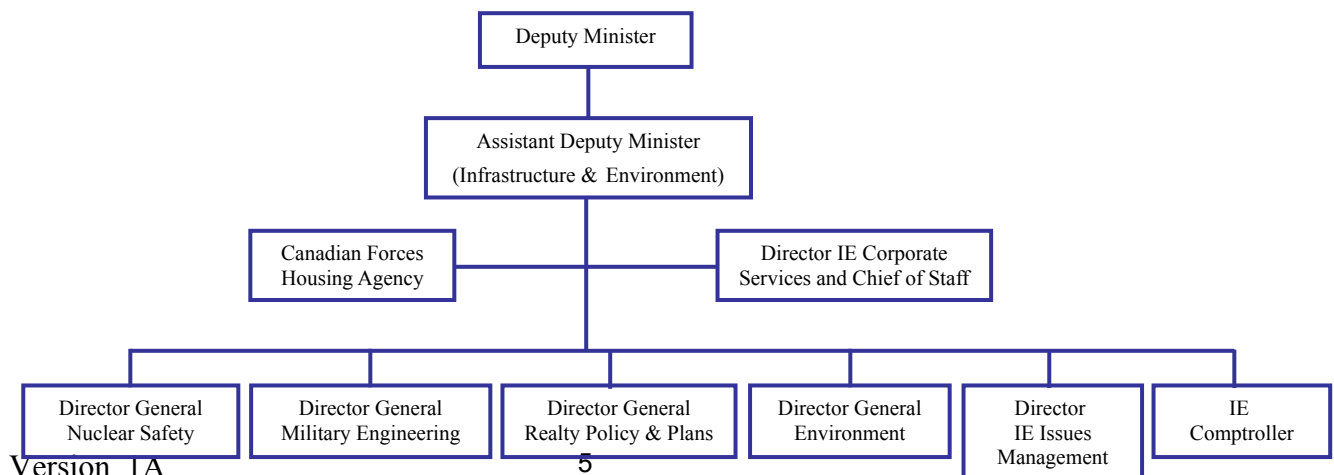 Deputy Minister
Assistant Deputy Minister
(Infrastructure & Environment)
Canadian Forces
Housing Agency
Director IE Corporate
Services and Chief of Staff
Director General
Nuclear Safety
Director General
Military Engineering
Director General
Realty Policy & Plans
Director General
Environment
Director
IE Issues
Management
IE
Comptroller
Version 1A
5